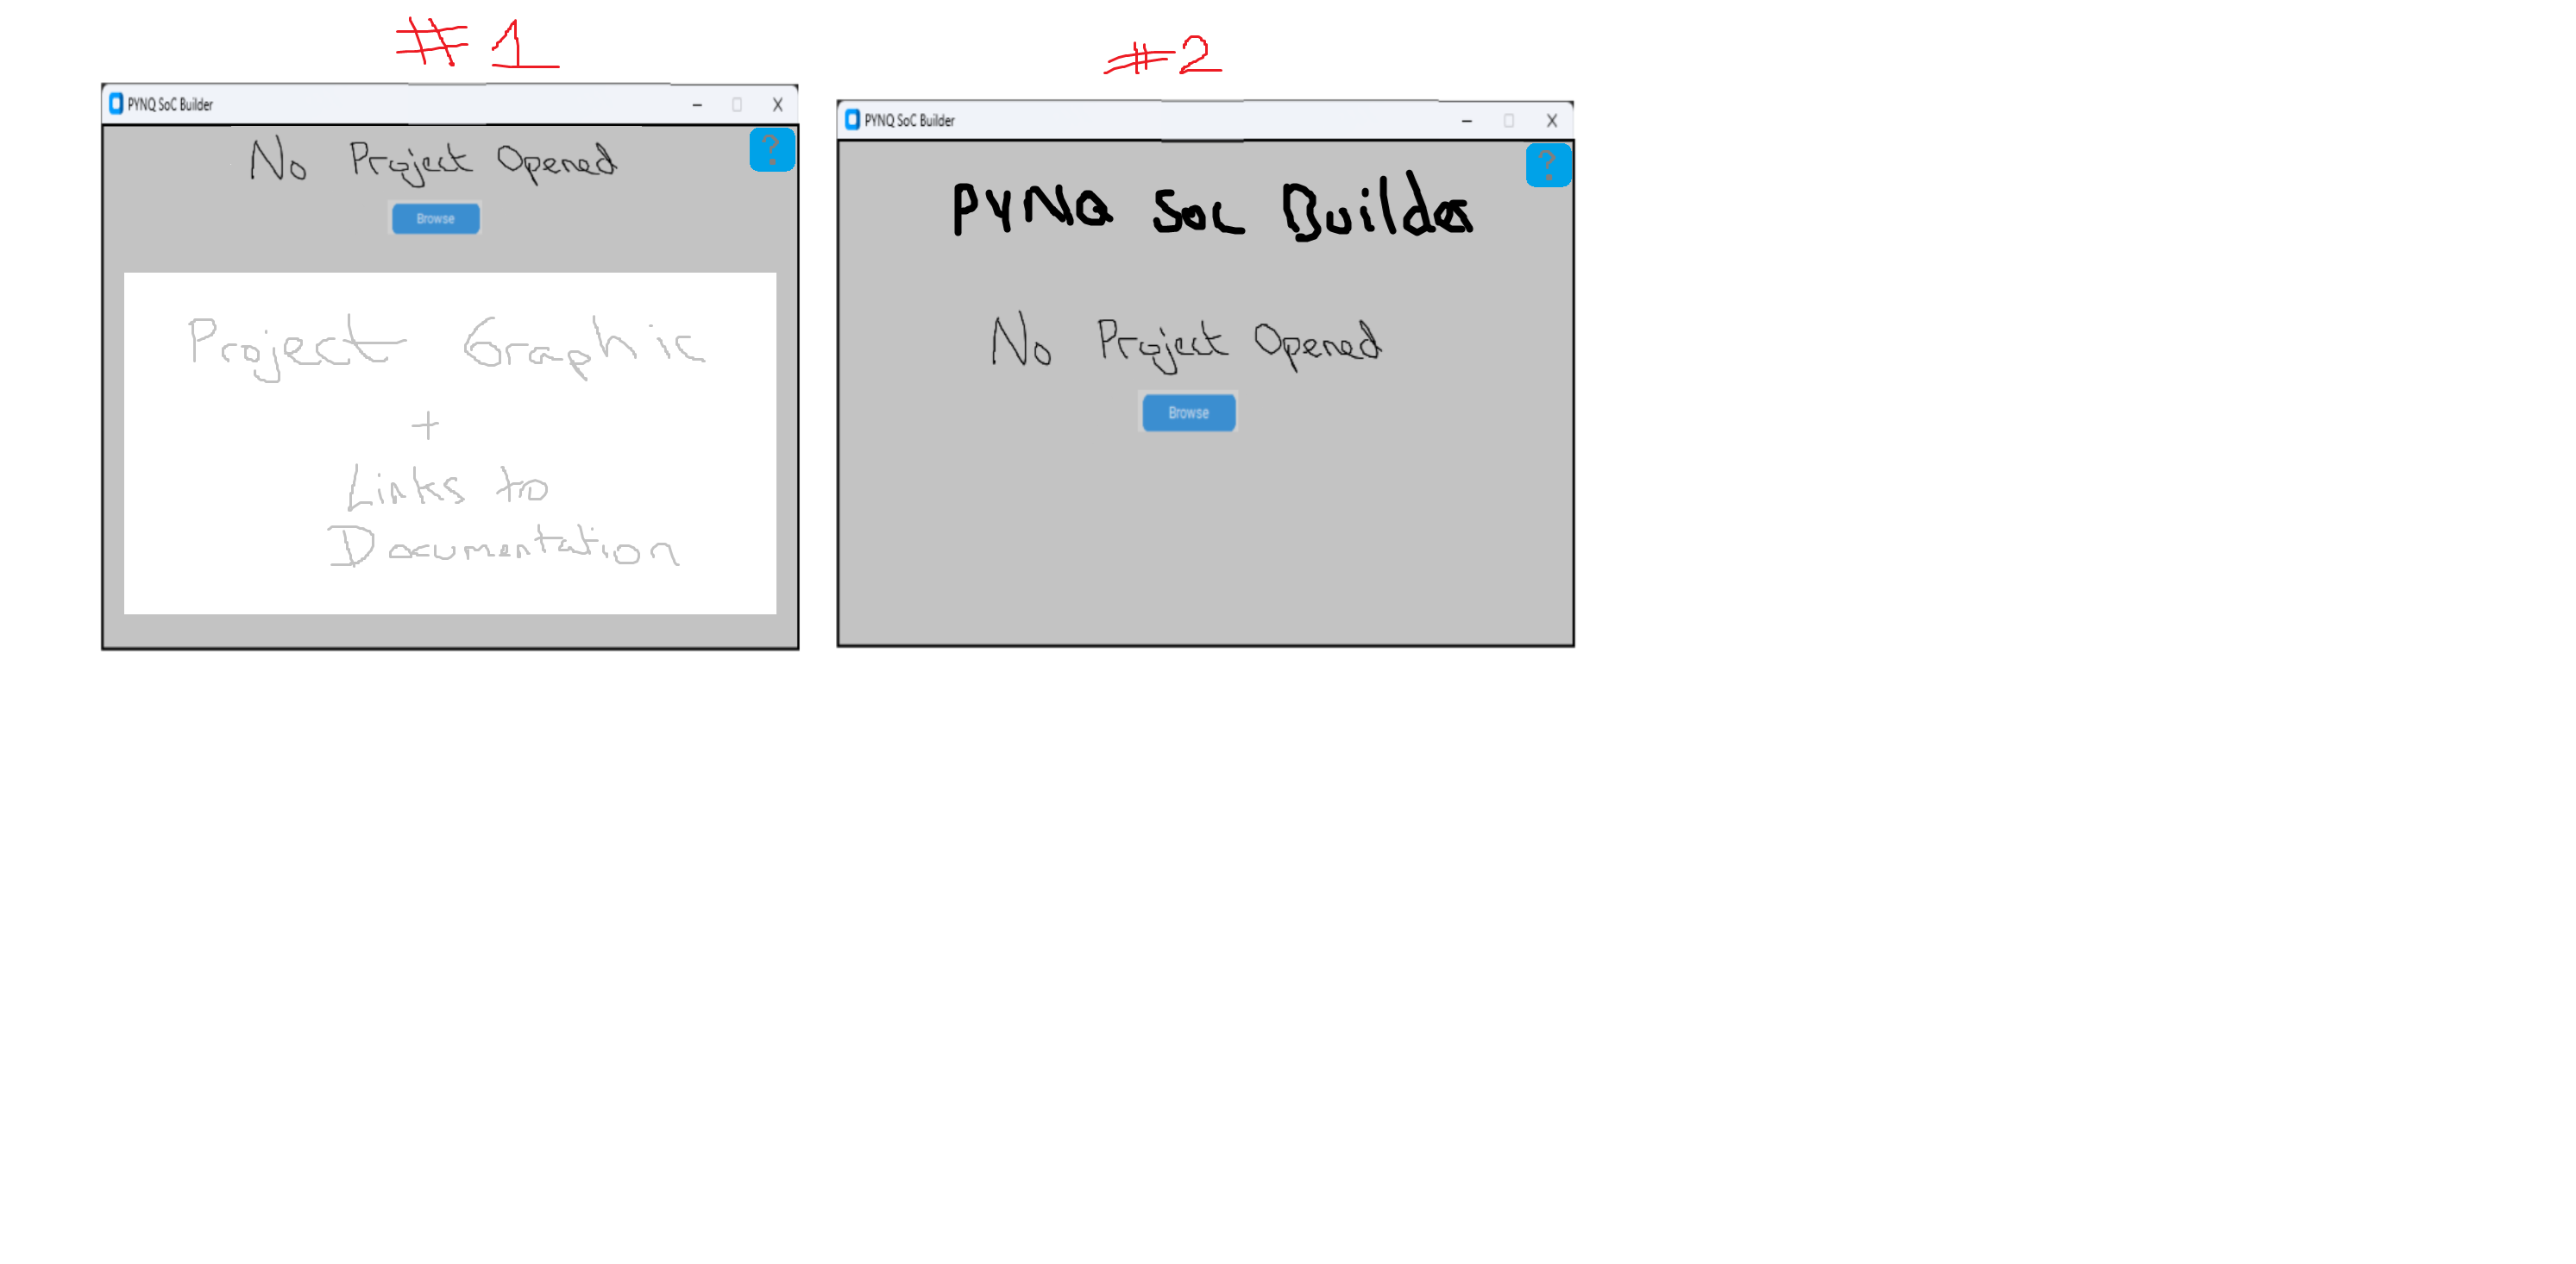 #1
PYNQ SoC Builder
?
No Project Opened
Browse
Project Graphic
+
Links to
Documentation
#2
PYNQ SoC Builder
?
PYNQ SoC Builder
No Project Opened
Browse